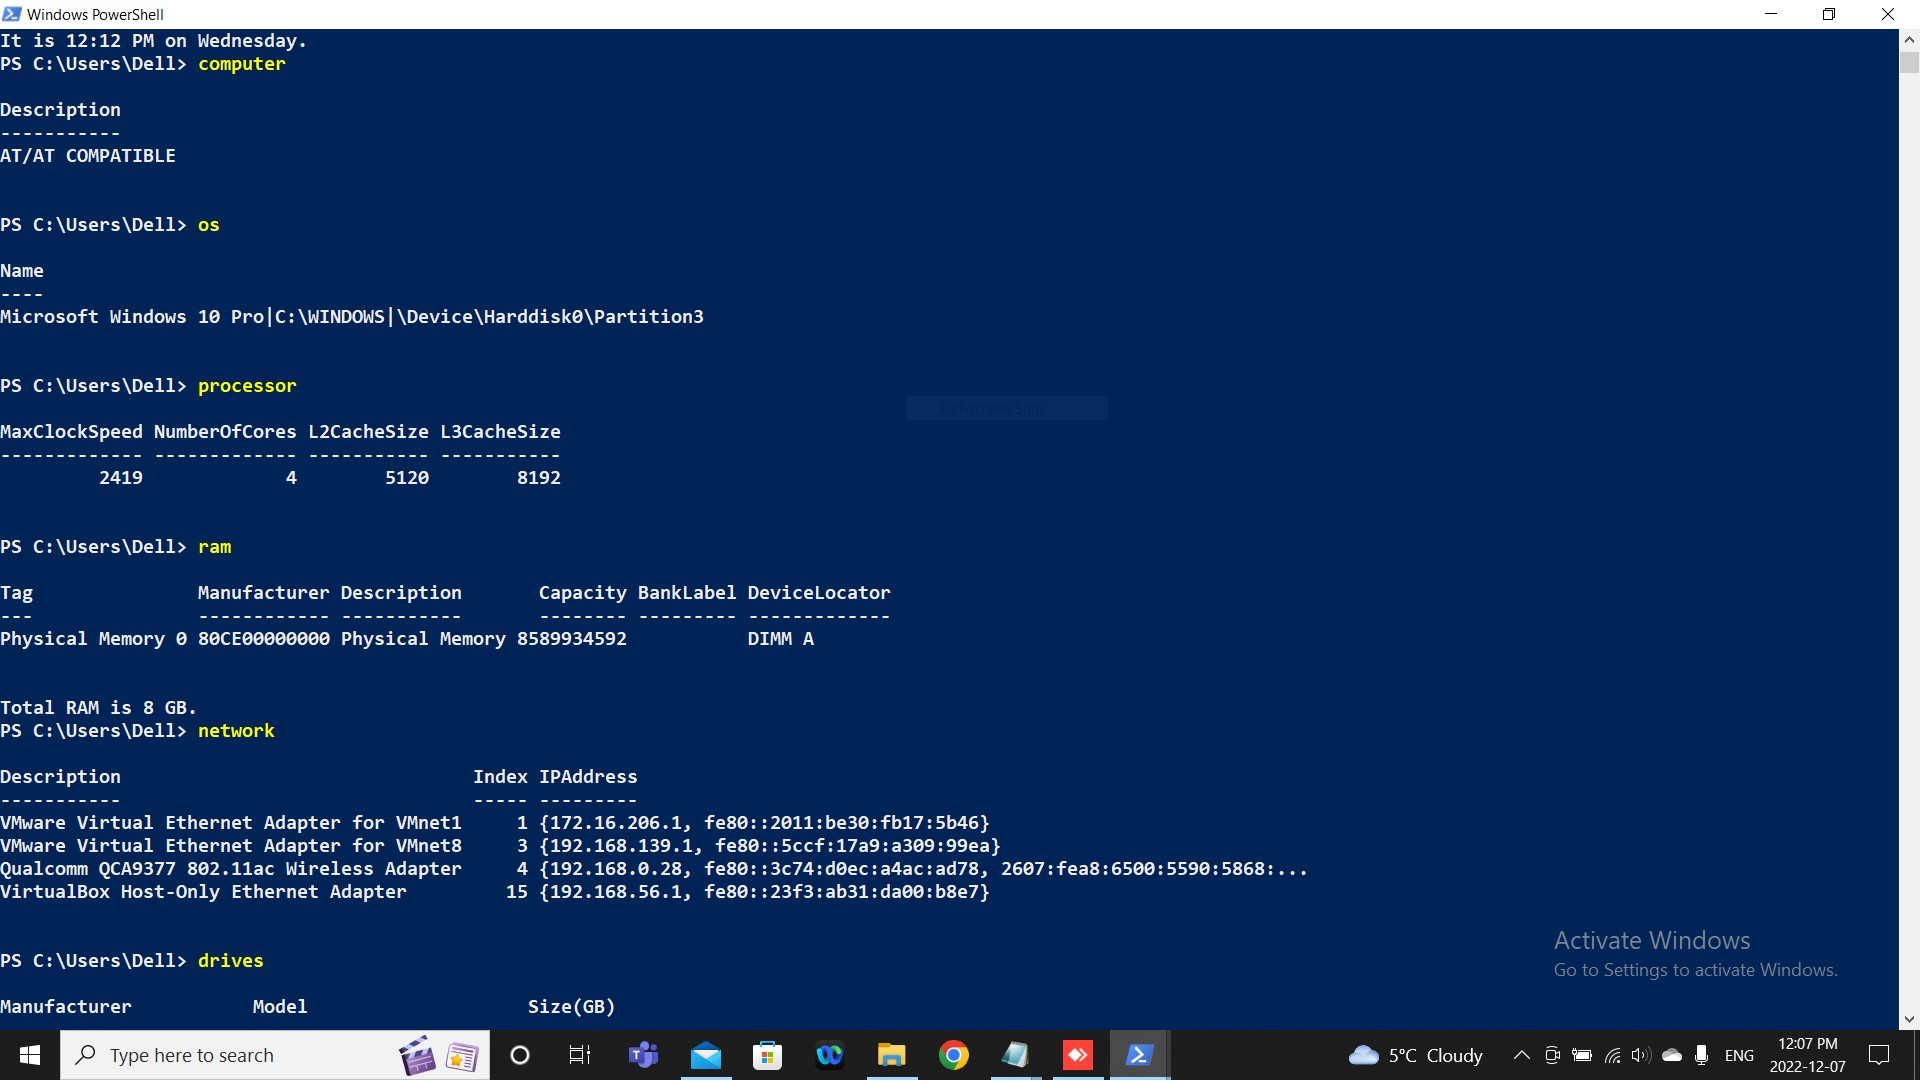 Windows PowerShell
It is 12:12 PM on Wednesday.
PS C:\Users\Dell> computer
Description
-----------
AT/AT COMPATIBLE
PS C:\Users\Dell> os
Name
----
Microsoft Windows 10 Pro|C:\WINDOWS|\Device\Harddisk0\Partition3
PS C:\Users\Dell> processor
Full-screen Snip
MaxClockSpeed NumberOfCores L2CacheSize L3CacheSize
------------- ------------- ----------- -----------
2419 4 5120 8192
PS C:\Users\Dell> ram
Tag Manufacturer Description Capacity BankLabel DeviceLocator
--- ------------ ----------- -------- --------- -------------
Physical Memory 0 80CE00000000 Physical Memory 8589934592 DIMM A
Total RAM is 8 GB.
PS C:\Users\Dell> network
Description Index IPAddress
----------- ----- ---------
VMware Virtual Ethernet Adapter for VMnet1 1 {172.16.206.1, fe80::2011:be30:fb17:5b46}
VMware Virtual Ethernet Adapter for VMnet8 3 {192.168.139.1, fe80::5ccf:17a9:a309:99ea}
Qualcomm QCA9377 802.11ac Wireless Adapter 4 {192.168.0.28, fe80::3c74:d0ec:a4ac:ad78, 2607:fea8:6500:5590:5868:...
VirtualBox Host-Only Ethernet Adapter 15 {192.168.56.1, fe80::23f3:ab31:da00:b8e7}
Activate Windows
Go to Settings to activate Windows.
PS C:\Users\Dell> drives
Manufacturer Model Size(GB)
Type here to search
5°C Cloudy
ENG
12:07 PM
2022-12-07